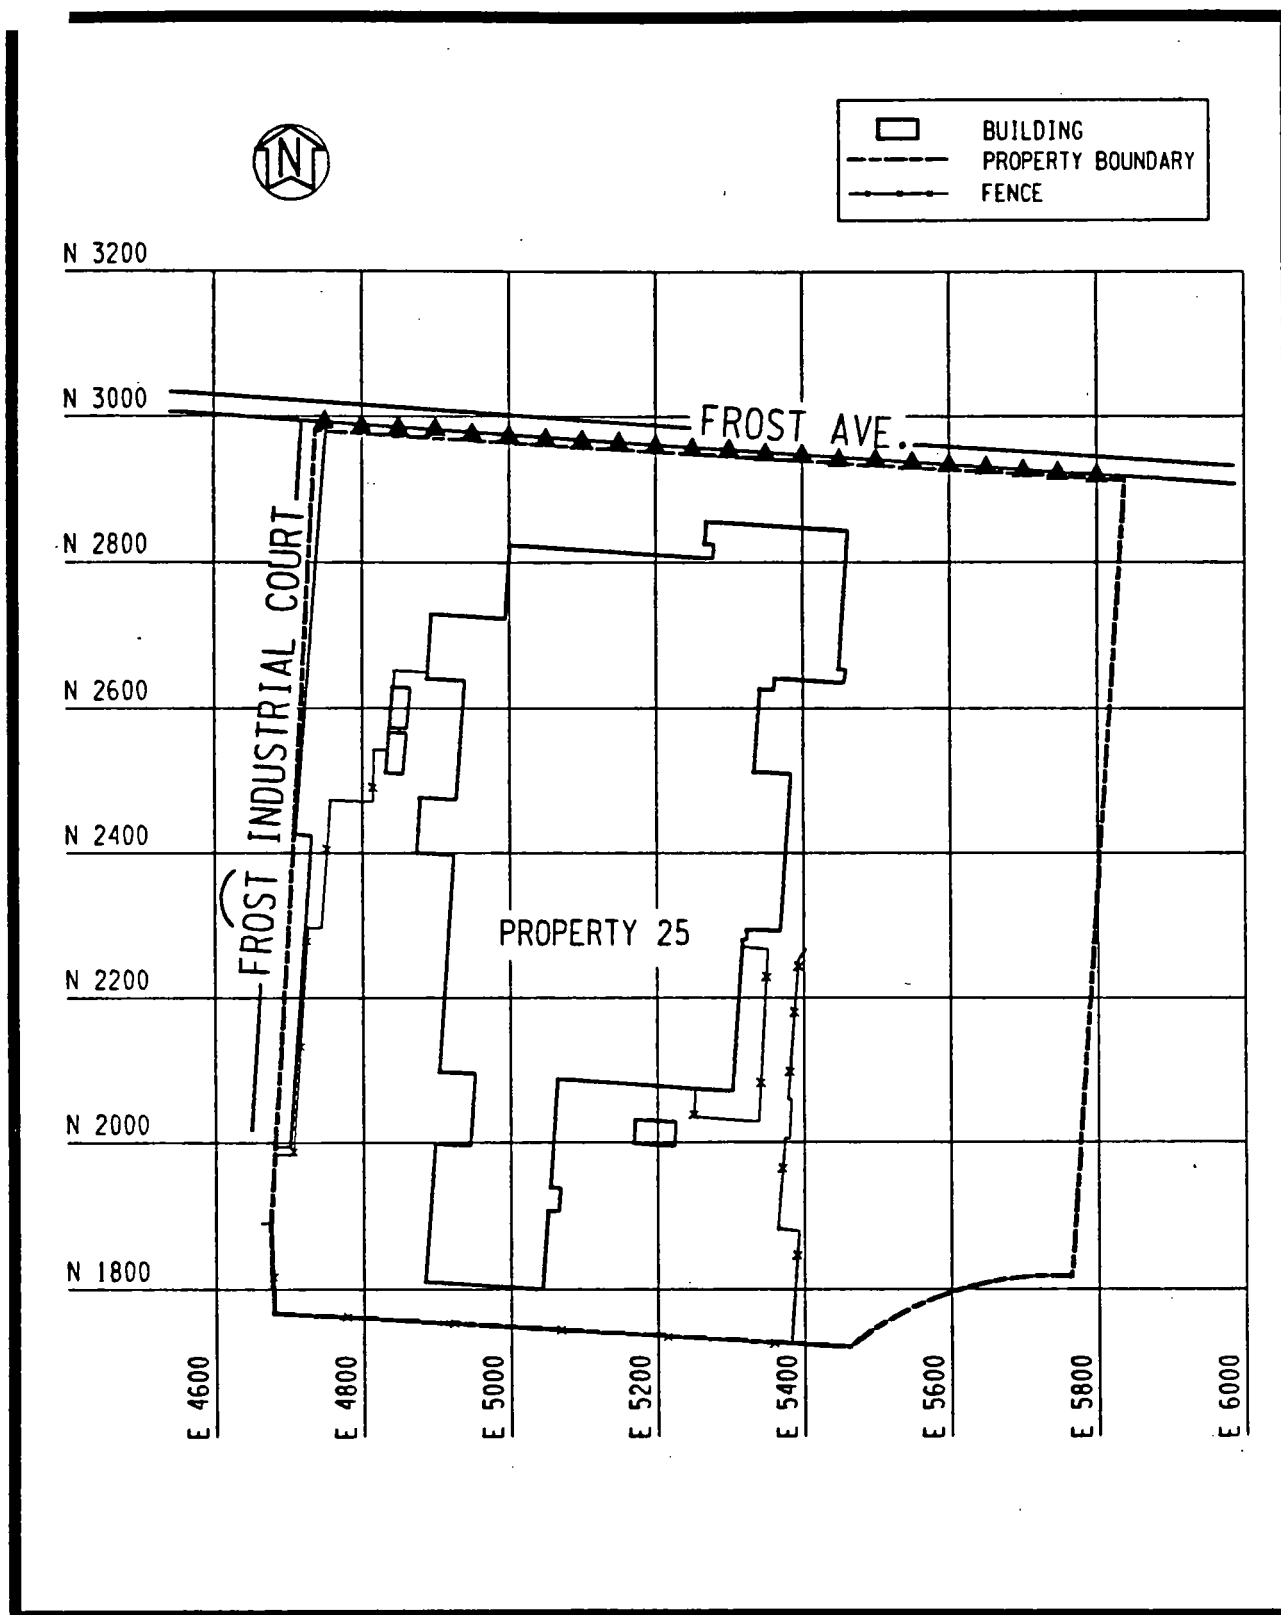 N
BUILDING
PROPERTY BOUNDARY
FENCE
N 3200
N 3000
FROST AVE.
N 2800
FROST INDUSTRIAL COURT
N 2600
N 2400
PROPERTY 25
N 2200
N 2000
N 1800
E 4600
E 4800
E 5000
E 5200
E 5400
E 5600
E 5800
E 6000